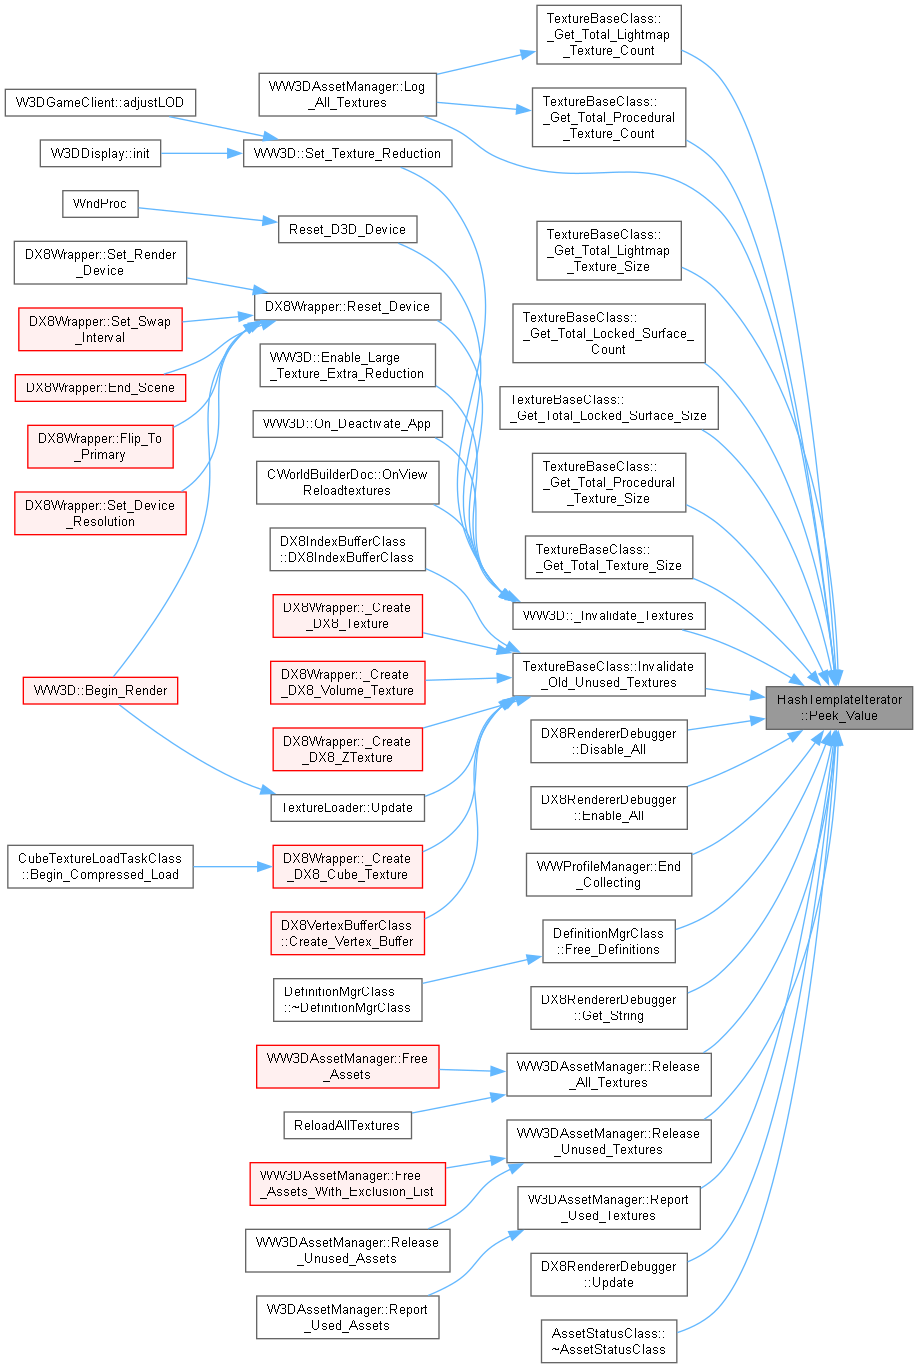 TextureBaseClass::
_Get_Total_Lightmap
_Texture_Count
WW3DAssetManager::Log
_All_Textures
W3DGameClient::adjustLOD
TextureBaseClass::
_Get_Total_Procedural
_Texture_Count
W3DDisplay::init
WW3D::Set_Texture_Reduction
WndProc
Reset_D3D_Device
TextureBaseClass::
_Get_Total_Lightmap
_Texture_Size
DX8Wrapper::Set_Render
_Device
DX8Wrapper::Reset_Device
DX8Wrapper::Set_Swap
_Interval
TextureBaseClass::
_Get_Total_Locked_Surface_
Count
WW3D::Enable_Large
_Texture_Extra_Reduction
DX8Wrapper::End_Scene
TextureBaseClass::
_Get_Total_Locked_Surface_Size
WW3D::On_Deactivate_App
DX8Wrapper::Flip_To
_Primary
CWorldBuilderDoc::OnView
Reloadtextures
TextureBaseClass::
_Get_Total_Procedural
_Texture_Size
DX8Wrapper::Set_Device
_Resolution
DX8IndexBufferClass
::DX8IndexBufferClass
TextureBaseClass::
_Get_Total_Texture_Size
DX8Wrapper::_Create
_DX8_Texture
WW3D::_Invalidate_Textures
DX8Wrapper::_Create
_DX8_Volume_Texture
TextureBaseClass::Invalidate
_Old_Unused_Textures
WW3D::Begin_Render
HashTemplateIterator
::Peek_Value
DX8Wrapper::_Create
_DX8_ZTexture
DX8RendererDebugger
::Disable_All
TextureLoader::Update
DX8RendererDebugger
::Enable_All
CubeTextureLoadTaskClass
::Begin_Compressed_Load
DX8Wrapper::_Create
_DX8_Cube_Texture
WWProfileManager::End
_Collecting
DX8VertexBufferClass
::Create_Vertex_Buffer
DefinitionMgrClass
::Free_Definitions
DefinitionMgrClass
::~DefinitionMgrClass
DX8RendererDebugger
::Get_String
WW3DAssetManager::Free
_Assets
WW3DAssetManager::Release
_All_Textures
ReloadAllTextures
WW3DAssetManager::Release
_Unused_Textures
WW3DAssetManager::Free
_Assets_With_Exclusion_List
W3DAssetManager::Report
_Used_Textures
WW3DAssetManager::Release
_Unused_Assets
DX8RendererDebugger
::Update
W3DAssetManager::Report
_Used_Assets
AssetStatusClass::
~AssetStatusClass